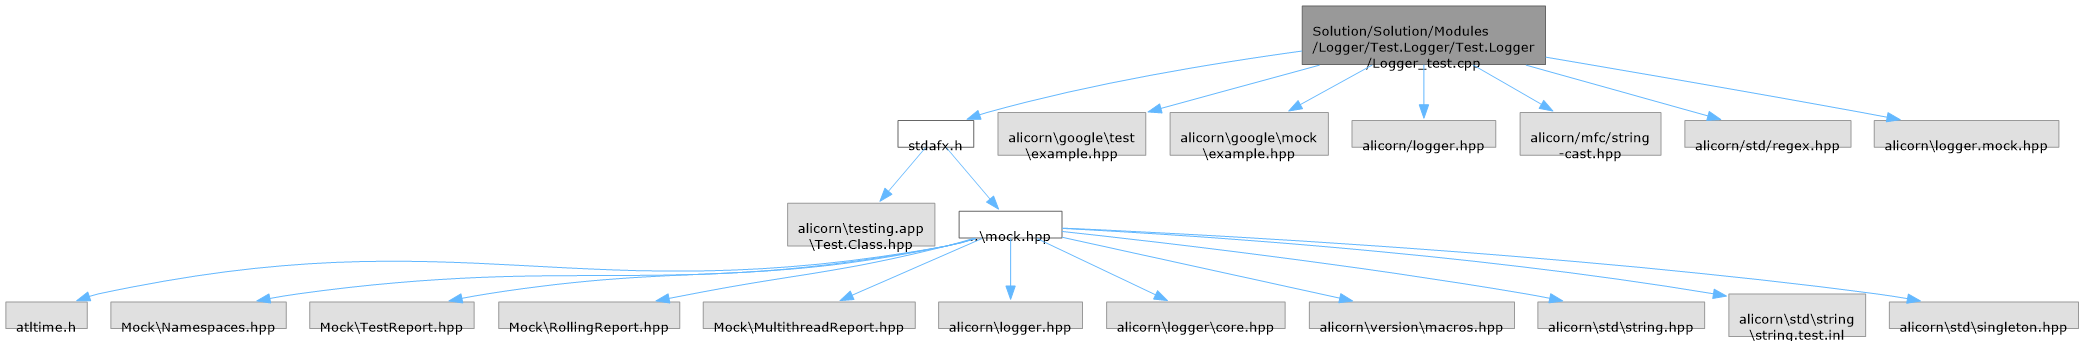 Solution/Solution/Modules
/Logger/Test.Logger/Test.Logger
/Logger_test.cpp
stdafx.h
alicorn\google\test
\example.hpp
alicorn\google\mock
\example.hpp
alicorn/logger.hpp
alicorn/mfc/string
-cast.hpp
alicorn/std/regex.hpp
alicorn\logger.mock.hpp
alicorn\testing.app
\Test.Class.hpp
..\mock.hpp
atltime.h
Mock\Namespaces.hpp
Mock\TestReport.hpp
Mock\RollingReport.hpp
Mock\MultithreadReport.hpp
alicorn\logger.hpp
alicorn\logger\core.hpp
alicorn\version\macros.hpp
alicorn\std\string.hpp
alicorn\std\string
\string.test.inl
alicorn\std\singleton.hpp